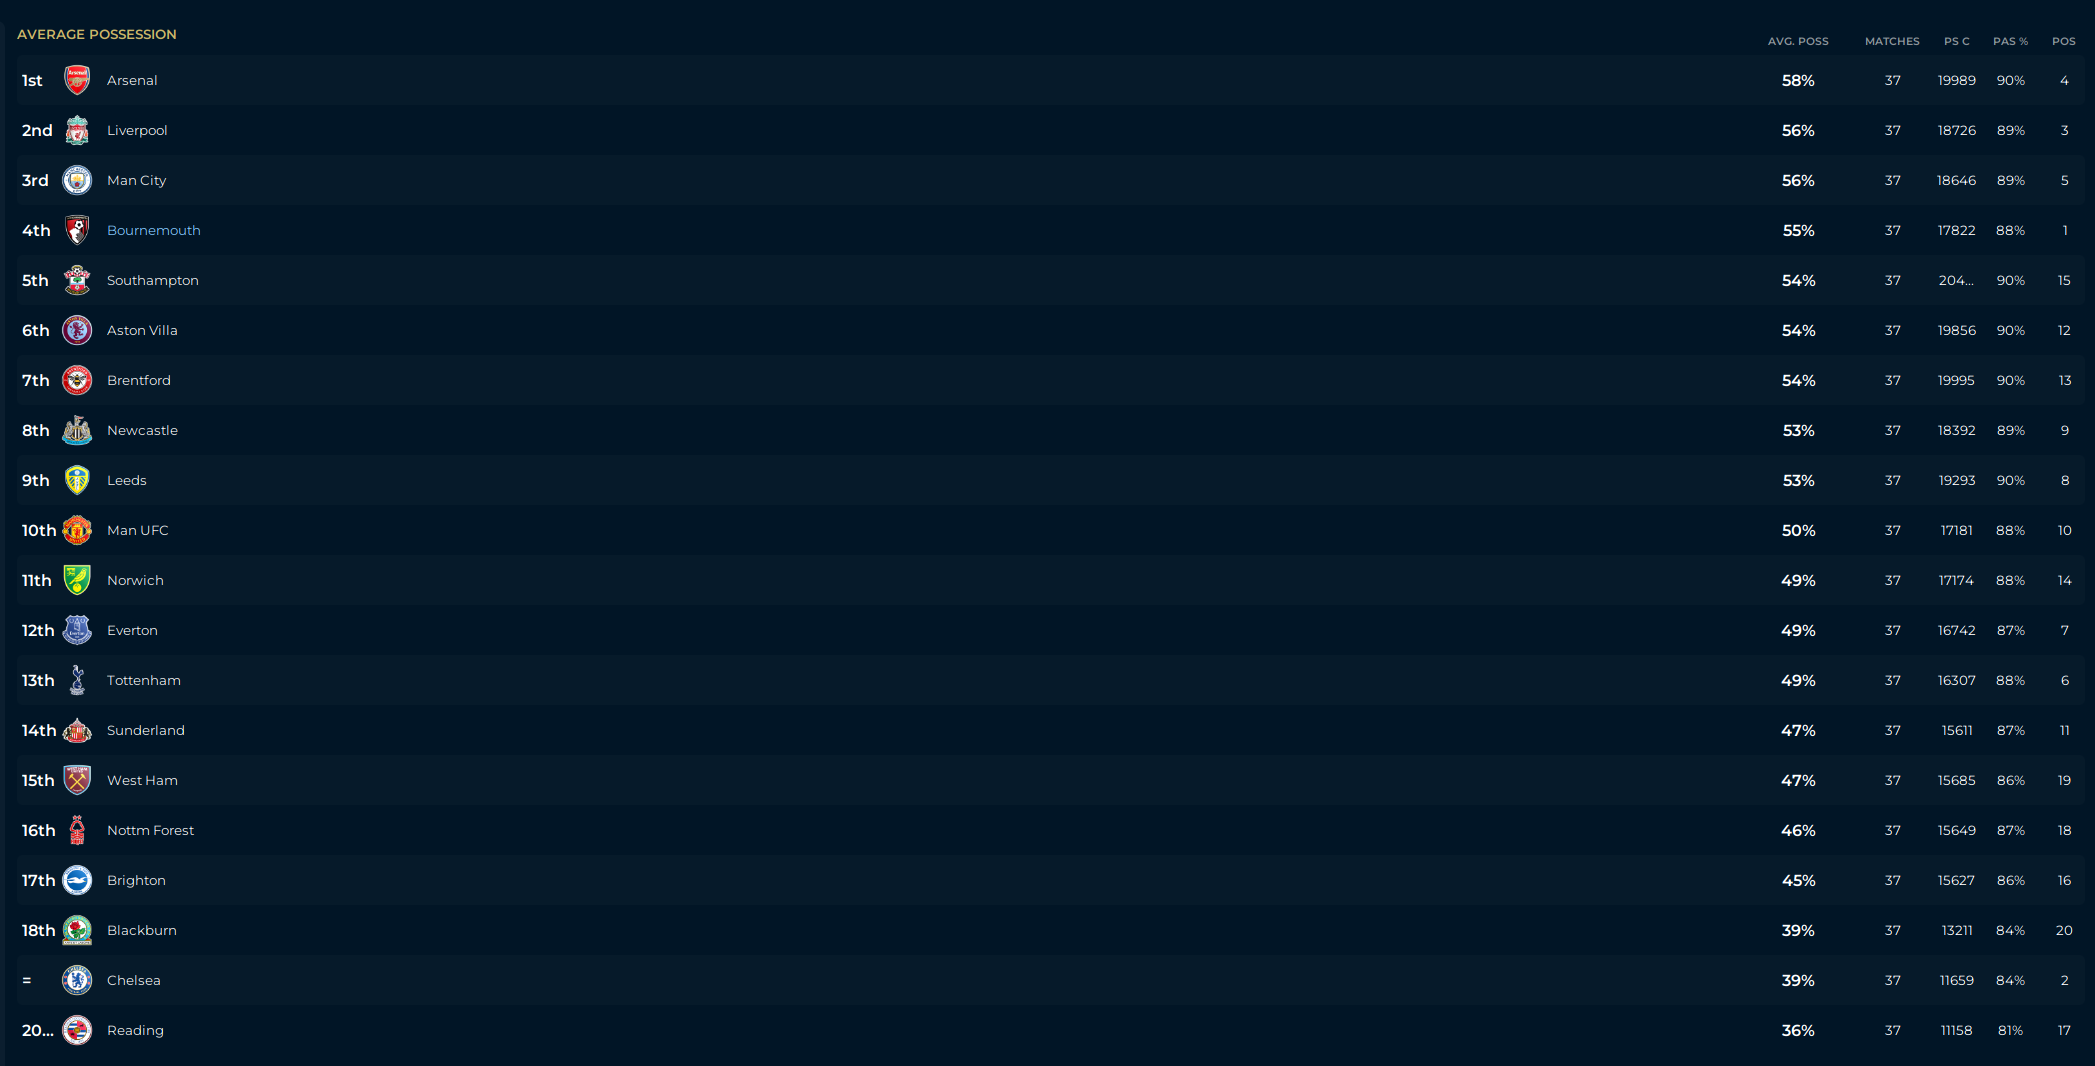 AVERAGE POSSESSION AVG. POSS MATCHES PS C PAS % POS
1st Arsenal 58% 37 19989 90% 4
2nd Liverpool 56% 37 18726 89% 3
3rd Man City 56% 37 18646 89% 5
4th Bournemouth 55% 37 17822 88% 1
5th Southampton 54% 37 204... 90% 15
6th Aston Villa 54% 37 19856 90% 12
7th Brentford 54% 37 19995 90% 13
8th Newcastle 53% 37 18392 89% 9
9th Leeds 53% 37 19293 90% 8
10th Man UFC 50% 37 17181 88% 10
11th Norwich 49% 37 17174 88% 14
12th Everton 49% 37 16742 87% 7
13th Tottenham 49% 37 16307 88% 6
14th Sunderland 47% 37 15611 87% 11
15th West Ham 47% 37 15685 86% 19
16th Nottm Forest 46% 37 15649 87% 18
17th Brighton 45% 37 15627 86% 16
18th Blackburn 39% 37 13211 84% 20
= Chelsea 39% 37 11659 84% 2
20... Reading 36% 37 11158 81% 17